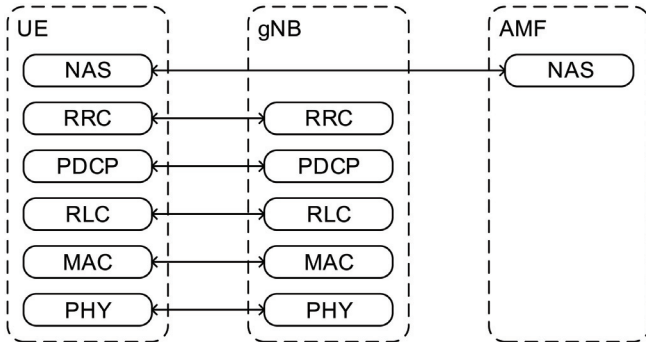 UE gNB AMF
NAS NAS
RRC RRC
PDCP PDCP
RLC RLC
MAC MAC
PHY PHY